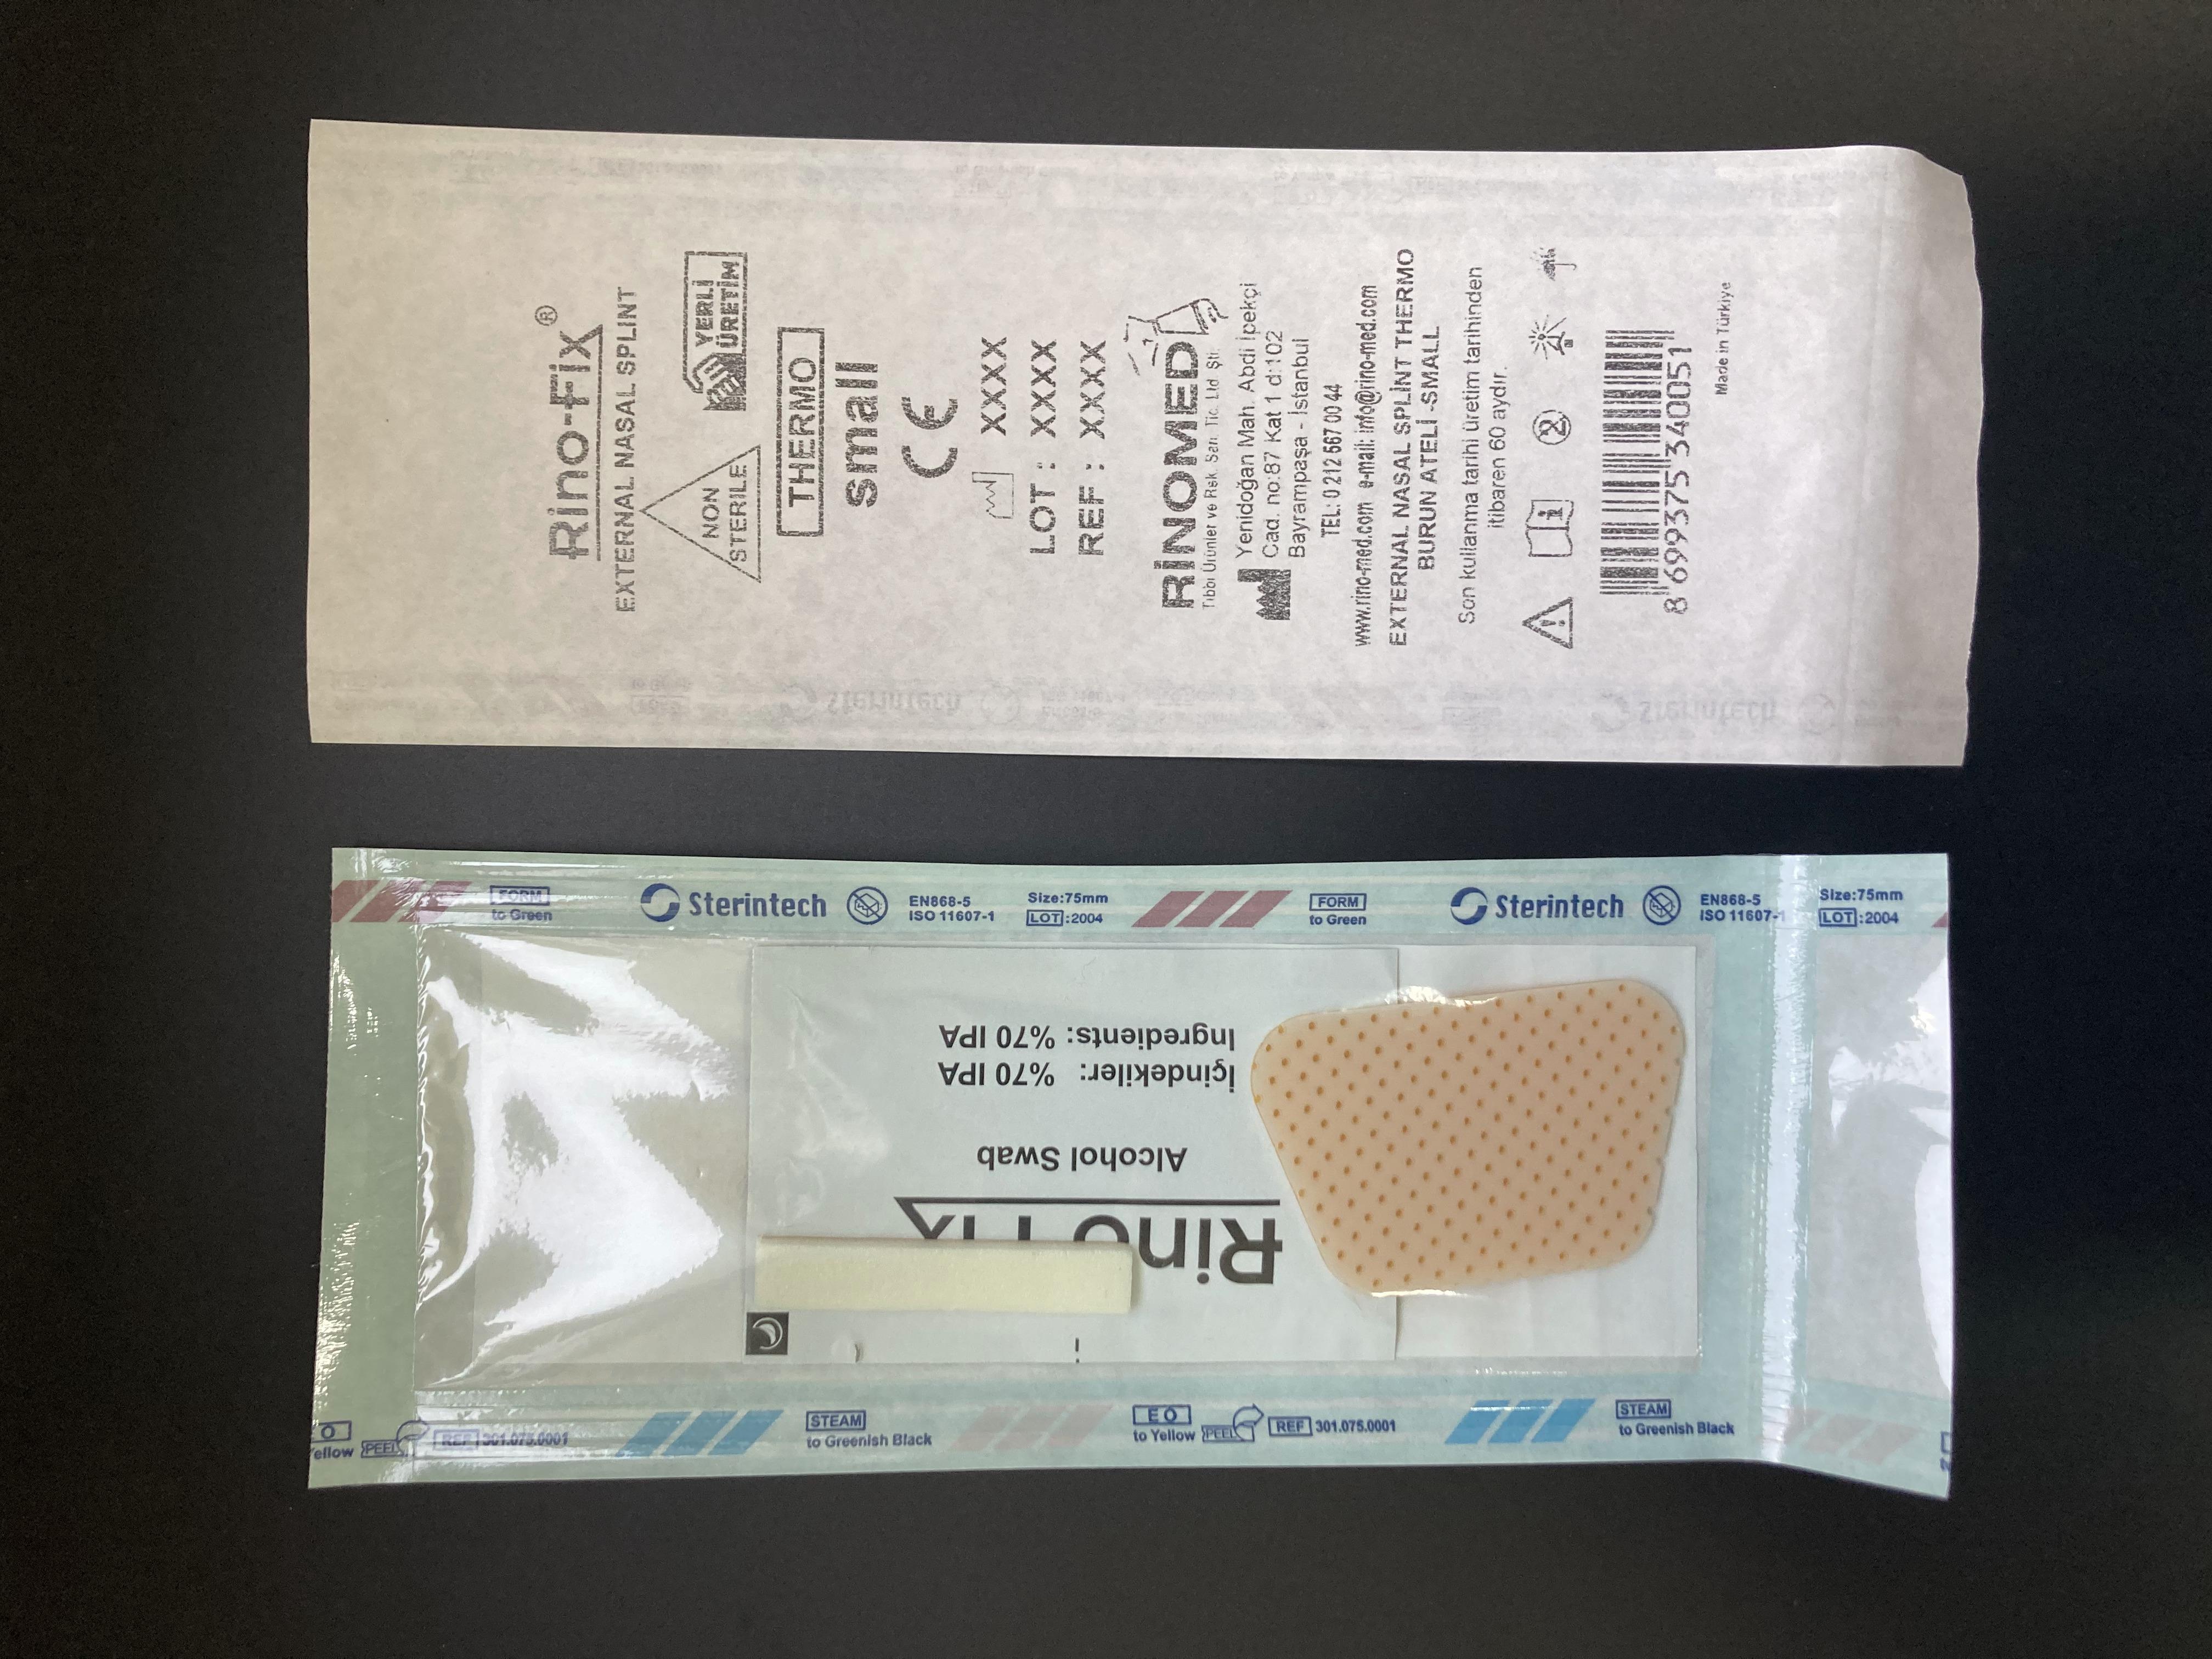 Rino-Fix®
EXTERNAL NASAL SPLINT
NON
STERILE
YERLİ
ÜRETİM
THERMO
small
CE
XXXX
LOT : XXXX
REF : XXXX
RİNOMED
Tıbbi Ürünler ve Rek. San. Tic. Ltd. Şti.
Yenidoğan Mah. Abdi İpekçi
Cad. no:87 Kat 1 d:102
Bayrampaşa - İstanbul
TEL: 0 212 567 00 44
www.rino-med.com e-mail: info@rino-med.com
EXTERNAL NASAL SPLİNT THERMO
BURUN ATELİ -SMALL
Son kullanma tarihi üretim tarihinden
itibaren 60 aydır.
2
8 699375 340051
Made in Türkiye
FORM
to Green
Sterintech
EN868-5
ISO 11607-1
Size:75mm
LOT:2004
FORM
to Green
Sterintech
EN868-5
ISO 11607-1
Size:75mm
LOT:2004
Rino
Alcohol Swab
İçindekiler: %70 IPA
Ingredients: %70 IPA
PEEL
REF 301.075.0001
STEAM
to Greenish Black
EO
to Yellow
PEEL
REF 301.075.0001
STEAM
to Greenish Black